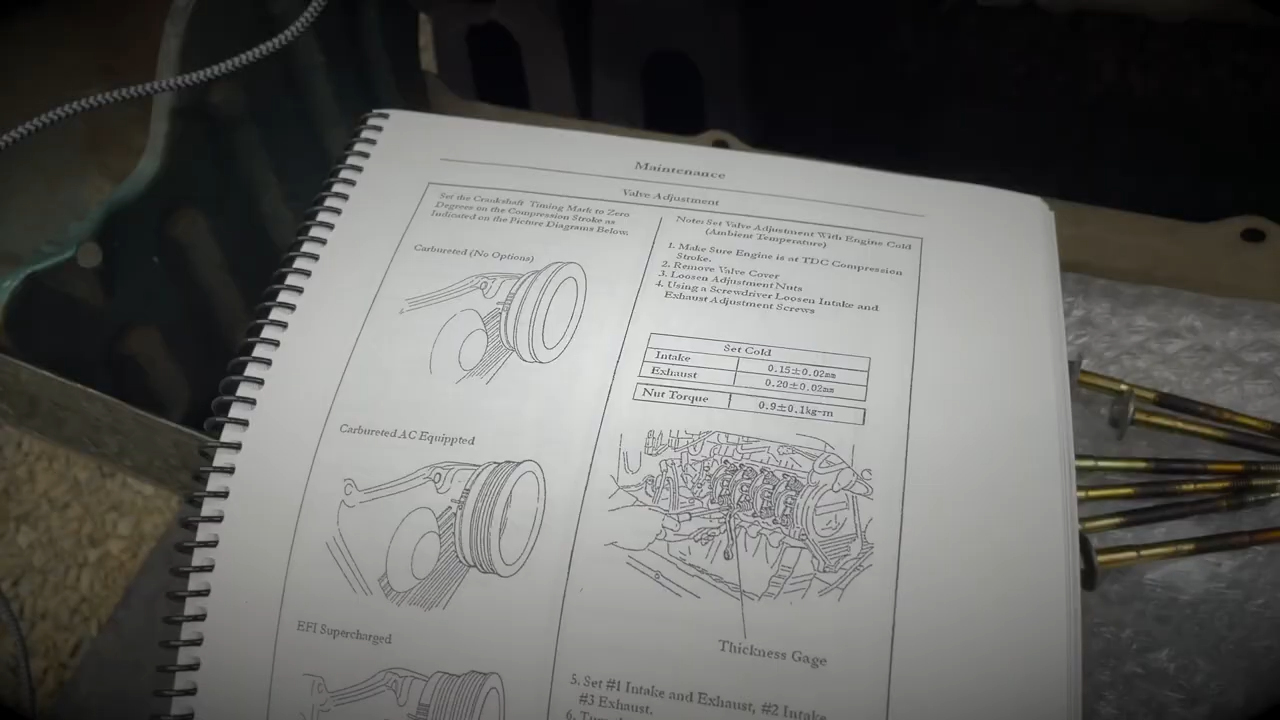 Maintenance
Valve Adjustment
Set the Crankshaft Timing Mark to Zero
Degrees on the Compression Stroke as
Indicated on the Picture Diagrams Below.
Carbureted (No Options)
Carbureted AC Equippted
EFI Supercharged
Note: Set Valve Adjustment With Engine Cold
(Ambient Temperature)
1. Make Sure Engine is at TDC Compression
Stroke.
2. Remove Valve Cover
3. Loosen Adjustment Nuts
4. Using a Screwdriver Loosen Intake and
Exhaust Adjustment Screws
Set Cold
Intake 0.15±0.02mm
Exhaust 0.20±0.02mm
Nut Torque 0.9±0.1kg-m
Thickness Gage
5. Set #1 Intake and Exhaust, #2 Intake
#3 Exhaust.
6.